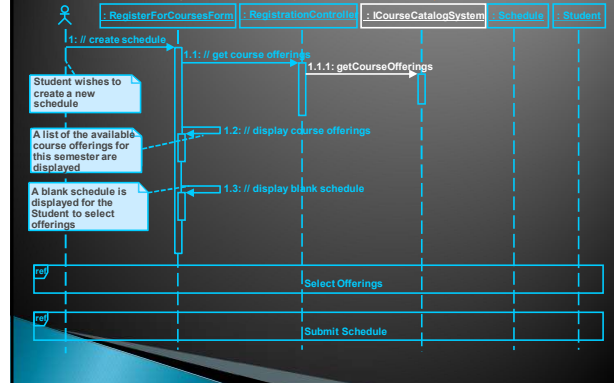 : RegisterForCoursesForm
: RegistrationController
: ICourseCatalogSystem
: Schedule
: Student
1: // create schedule
1.1: // get course offerings
1.1.1: getCourseOfferings
Student wishes to
create a new
schedule
1.2: // display course offerings
A list of the available
course offerings for
this semester are
displayed
1.3: // display blank schedule
A blank schedule is
displayed for the
Student to select
offerings
ref
Select Offerings
ref
Submit Schedule